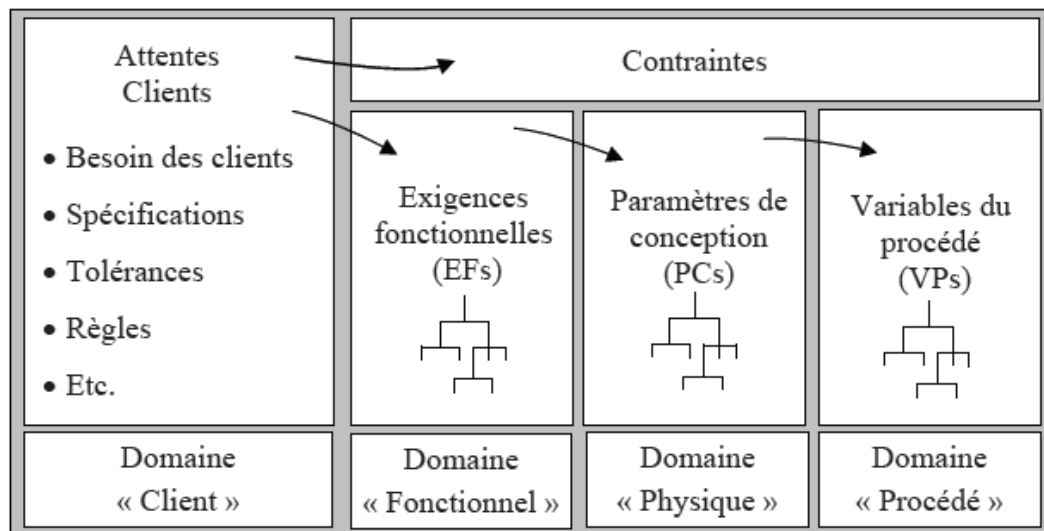 Attentes
Clients
• Besoin des clients
• Spécifications
• Tolérances
• Règles
• Etc.
Contraintes
Exigences
fonctionnelles
(EFs)
Paramètres de
conception
(PCs)
Variables du
procédé
(VPs)
Domaine
« Client »
Domaine
« Fonctionnel »
Domaine
« Physique »
Domaine
« Procédé »